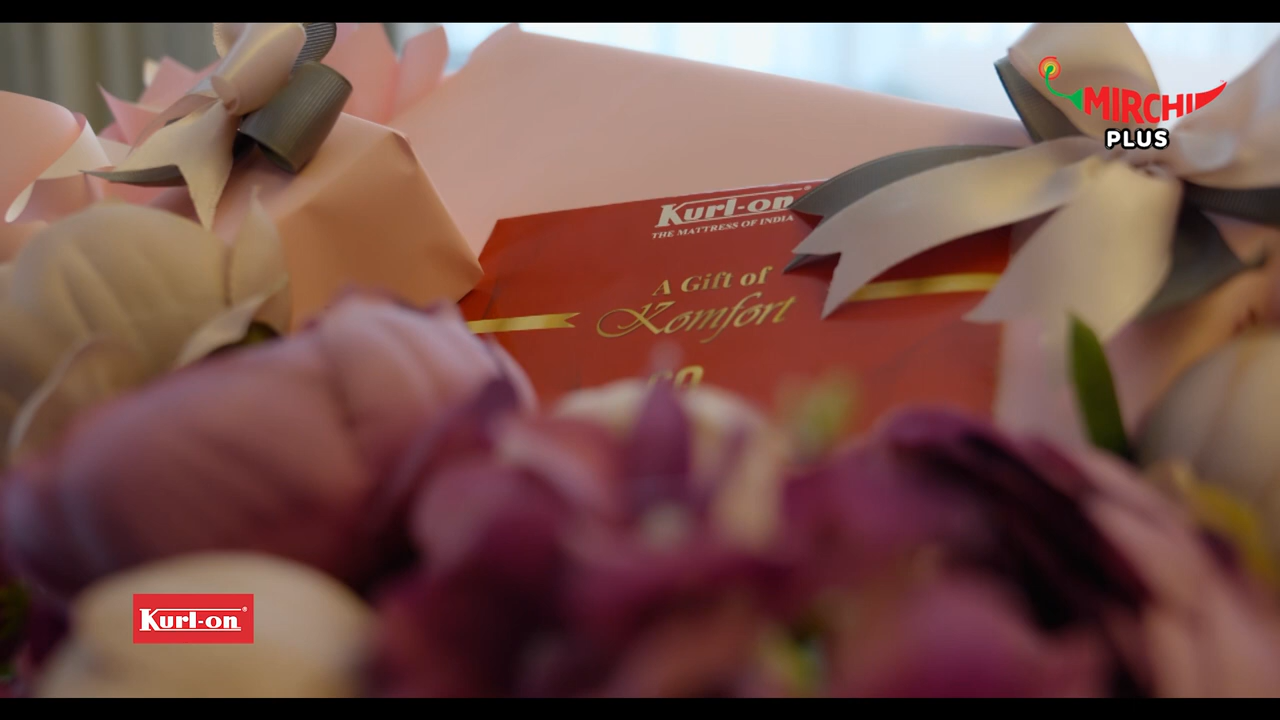 MIRCHI
PLUS
Kurl-on
THE MATTRESS OF INDIA
A Gift of
Komfort
Kurl-on